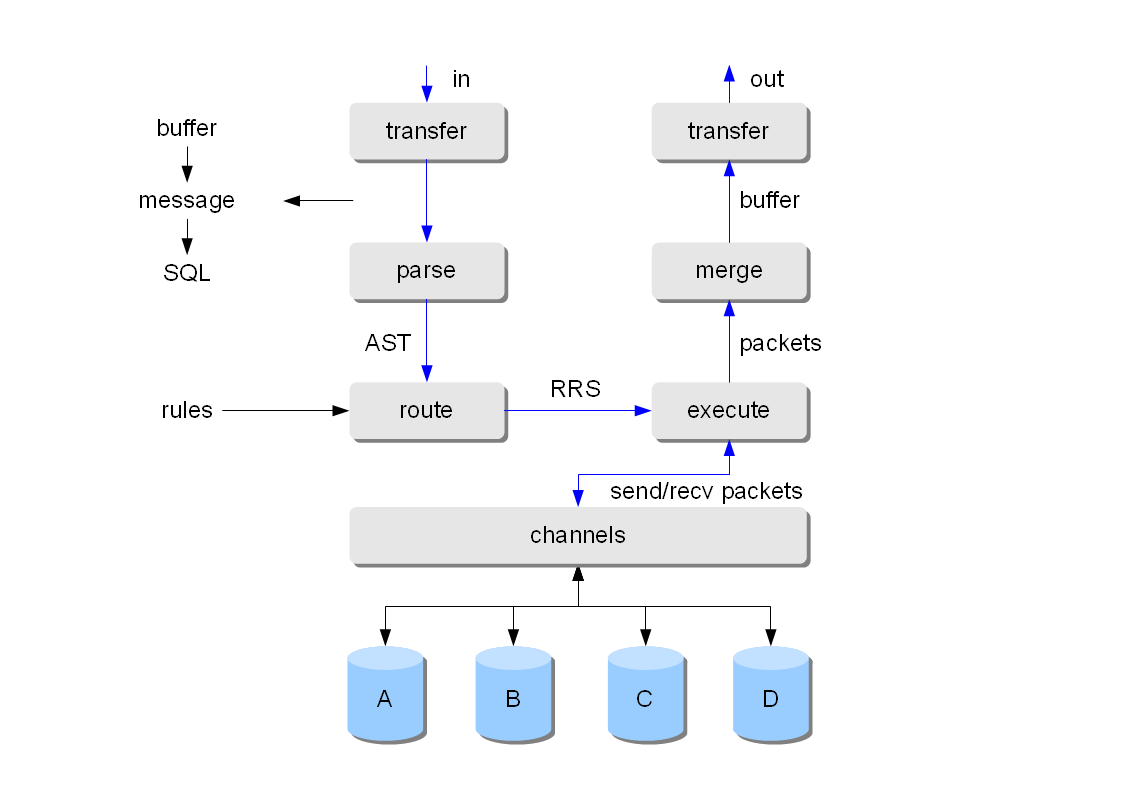 in
out
transfer
transfer
buffer
message
SQL
buffer
parse
merge
AST
packets
rules
route
RRS
execute
send/recv packets
channels
A
B
C
D